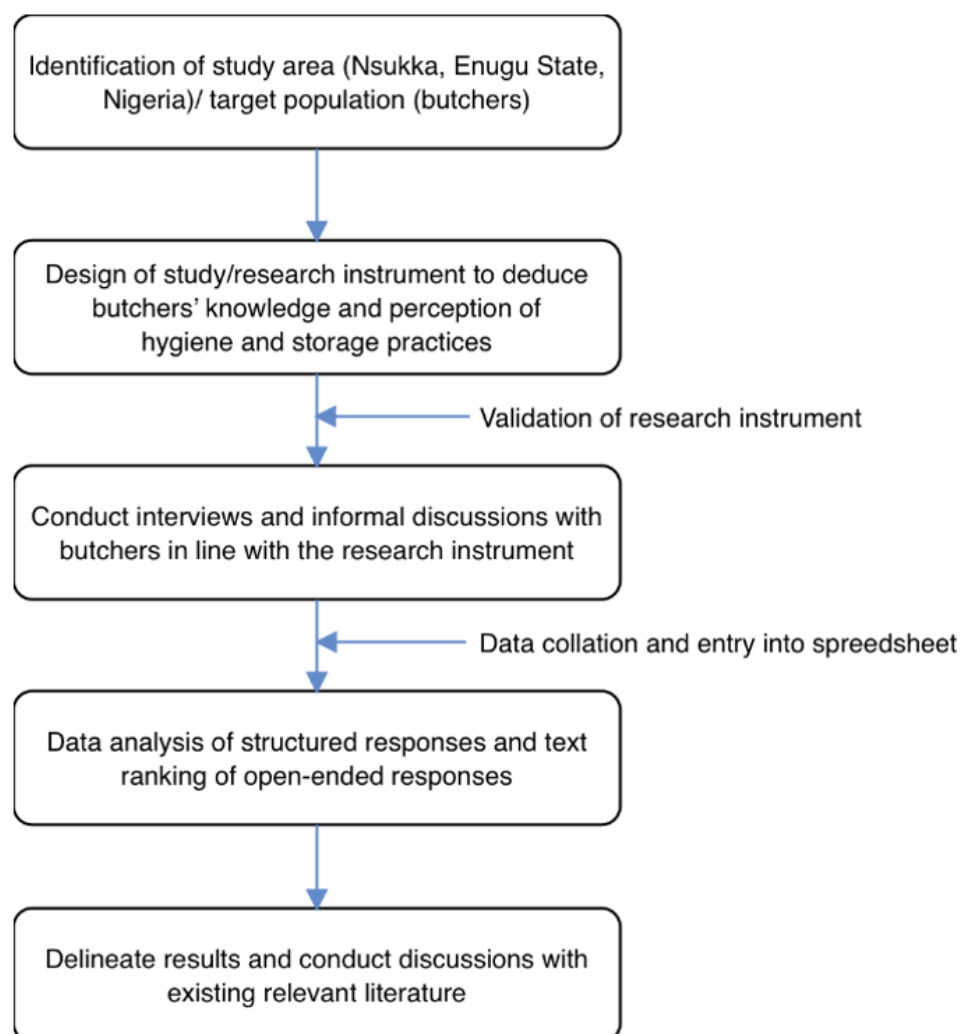 Identification of study area (Nsukka, Enugu State,
Nigeria)/ target population (butchers)
Design of study/research instrument to deduce
butchers’ knowledge and perception of
hygiene and storage practices
Validation of research instrument
Conduct interviews and informal discussions with
butchers in line with the research instrument
Data collation and entry into spreedsheet
Data analysis of structured responses and text
ranking of open-ended responses
Delineate results and conduct discussions with
existing relevant literature